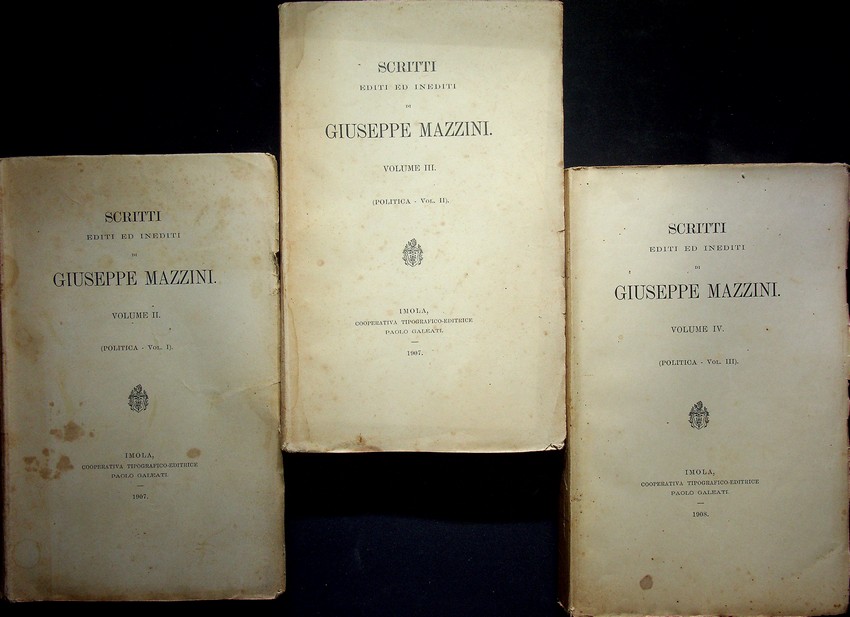 SCRITTI
EDITI ED INEDITI
DI
GIUSEPPE MAZZINI.
VOLUME II.
(POLITICA - VOL. I).
IMOLA,
COOPERATIVA TIPOGRAFICO-EDITRICE
PAOLO GALEATI
1907.
SCRITTI
EDITI ED INEDITI
DI
GIUSEPPE MAZZINI.
VOLUME III.
(POLITICA - VOL. II).
IMOLA,
COOPERATIVA TIPOGRAFICO-EDITRICE
PAOLO GALEATI.
1907.
SCRITTI
EDITI ED INEDITI
DI
GIUSEPPE MAZZINI.
VOLUME IV.
(POLITICA - VOL. III).
IMOLA,
COOPERATIVA TIPOGRAFICO-EDITRICE
PAOLO GALEATI
1908.